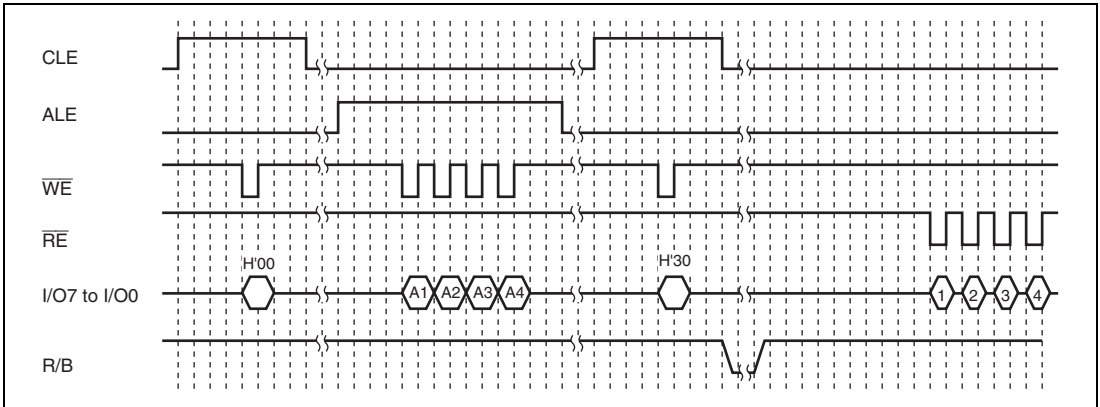 CLE
ALE
WE
RE
H'00
H'30
I/O7 to I/O0
A1 A2 A3 A4
1 2 3 4
R/B